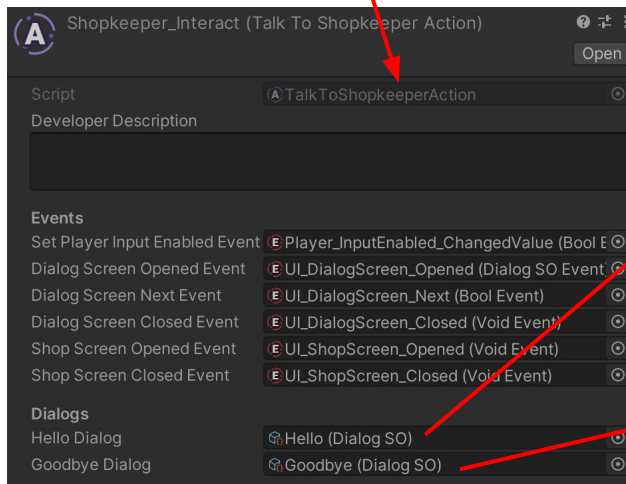 Shopkeeper_Interact (Talk To Shopkeeper Action)
Open
Script TalkToShopkeeperAction
Developer Description
Events
Set Player Input Enabled Event Player_InputEnabled_ChangedValue (Bool E
Dialog Screen Opened Event UI_DialogScreen_Opened (Dialog SO Event)
Dialog Screen Next Event UI_DialogScreen_Next (Bool Event)
Dialog Screen Closed Event UI_DialogScreen_Closed (Void Event)
Shop Screen Opened Event UI_ShopScreen_Opened (Void Event)
Shop Screen Closed Event UI_ShopScreen_Closed (Void Event)
Dialogs
Hello Dialog Hello (Dialog SO)
Goodbye Dialog Goodbye (Dialog SO)